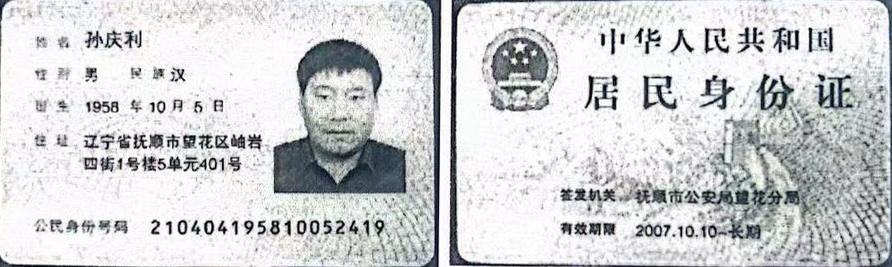 姓名 孙庆利
性别 男 民族 汉
出生 1958 年 10 月 5 日
住址 辽宁省抚顺市望花区岫岩
四街1号楼5单元401号
公民身份号码 210404195810052419
中华人民共和国
居民身份证
签发机关 抚顺市公安局望花分局
有效期限 2007.10.10-长期